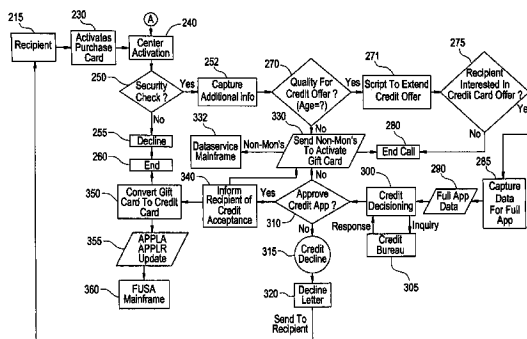 215
Recipient
230
Activates
Purchase
Card
A
240
Center
Activation
250
Security
Check ?
Yes
No
252
Capture
Additional Info
270
Quality For
Credit Offer ?
(Age=?)
Yes
No
271
Script To Extend
Credit Offer
275
Recipient
Interested In
Credit Card Offer ?
Yes
No
255
Decline
260
End
332
Dataservice
Mainframe
Non-Mon's
330
Send Non-Mon's
To Activate
Gift Card
280
End Call
285
Capture
Data
For Full
App
290
Full App
Data
300
Credit
Decisioning
Response
Inquiry
Credit
Bureau
305
310
Approve
Credit App ?
Yes
No
340
Inform
Recipient of
Credit
Acceptance
350
Convert Gift
Card To Credit
Card
355
APPLA
APPLR
Update
360
FUSA
Mainframe
315
Credit
Decline
320
Decline
Letter
Send To
Recipient